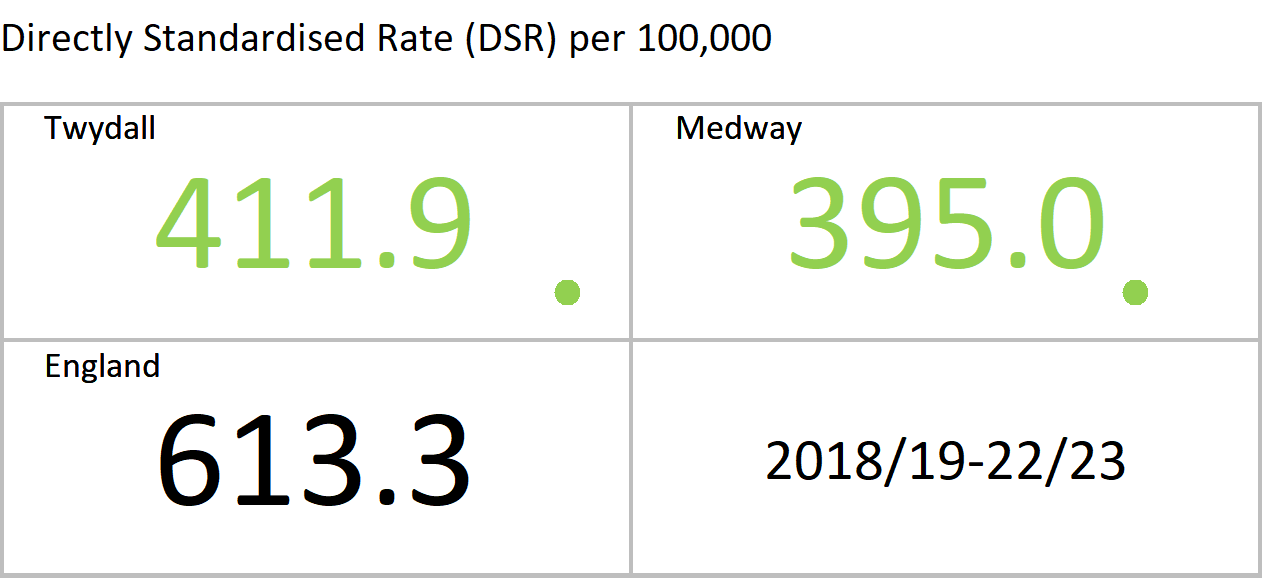 Directly Standardised Rate (DSR) per 100,000
Twydall
411.9
Medway
395.0
England
613.3
2018/19-22/23